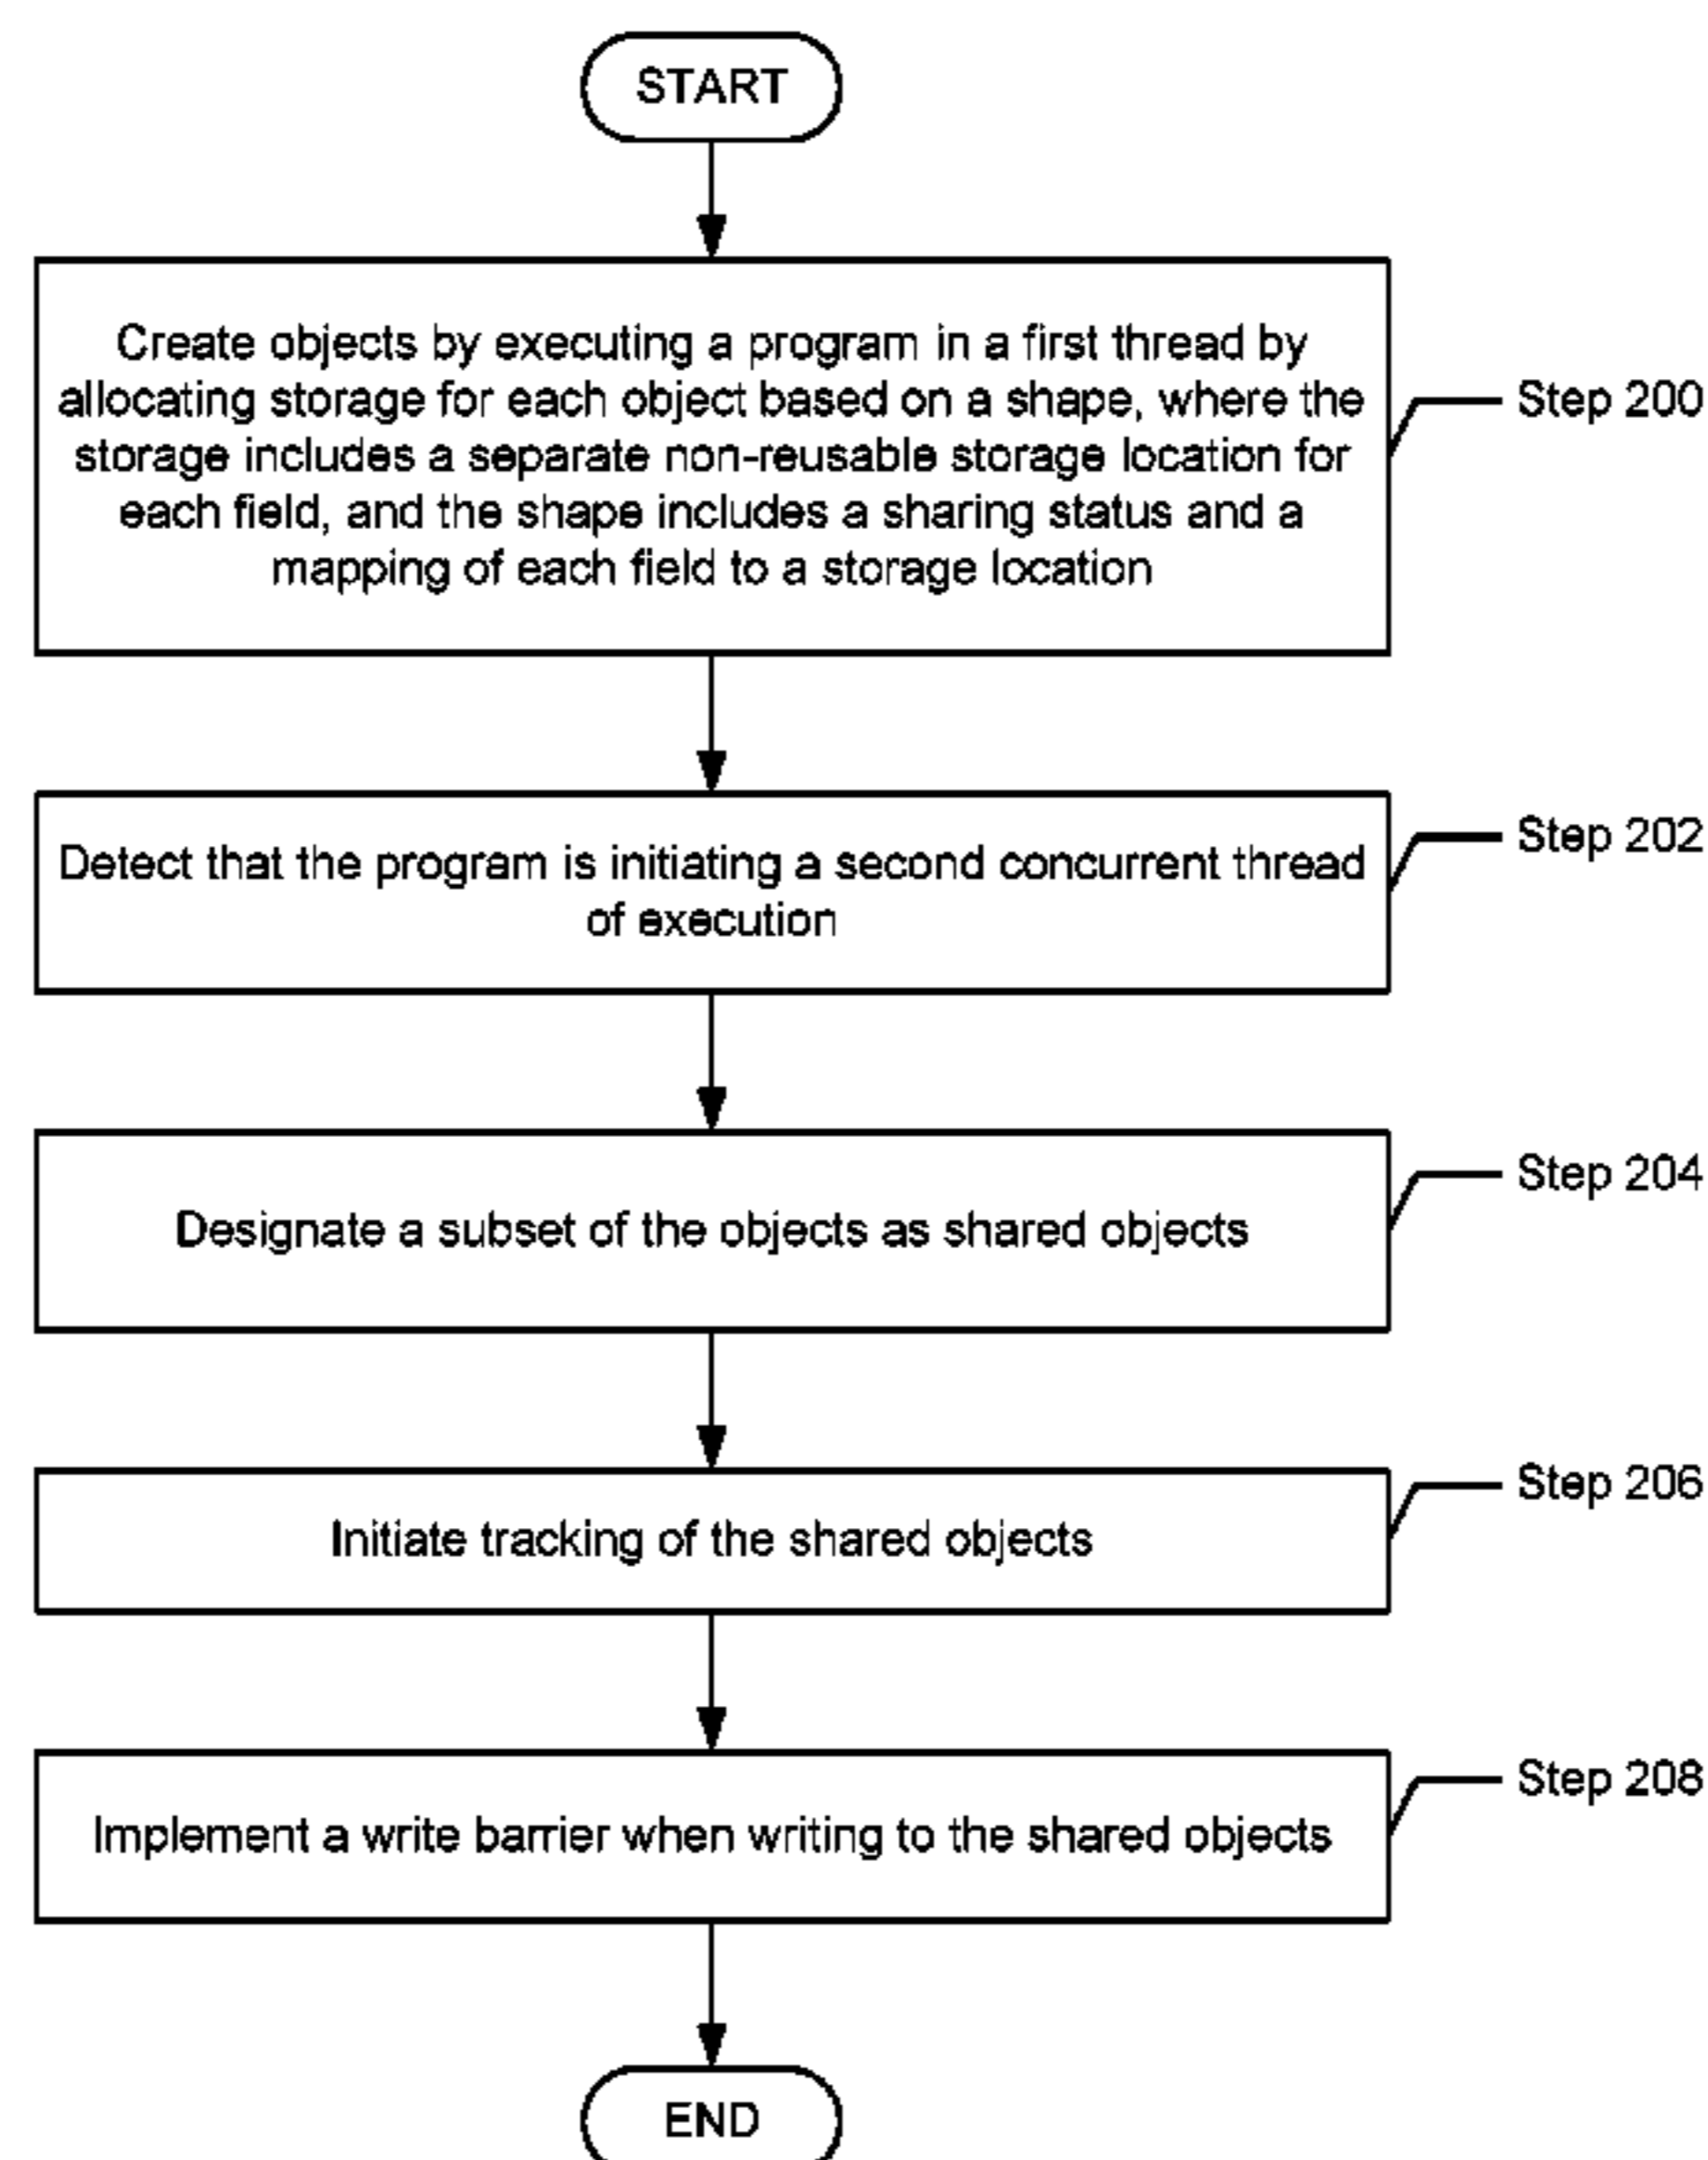 START
Create objects by executing a program in a first thread by
allocating storage for each object based on a shape, where the
storage includes a separate non-reusable storage location for
each field, and the shape includes a sharing status and a
mapping of each field to a storage location
Step 200
Detect that the program is initiating a second concurrent thread
of execution
Step 202
Designate a subset of the objects as shared objects
Step 204
Initiate tracking of the shared objects
Step 206
Implement a write barrier when writing to the shared objects
Step 208
END